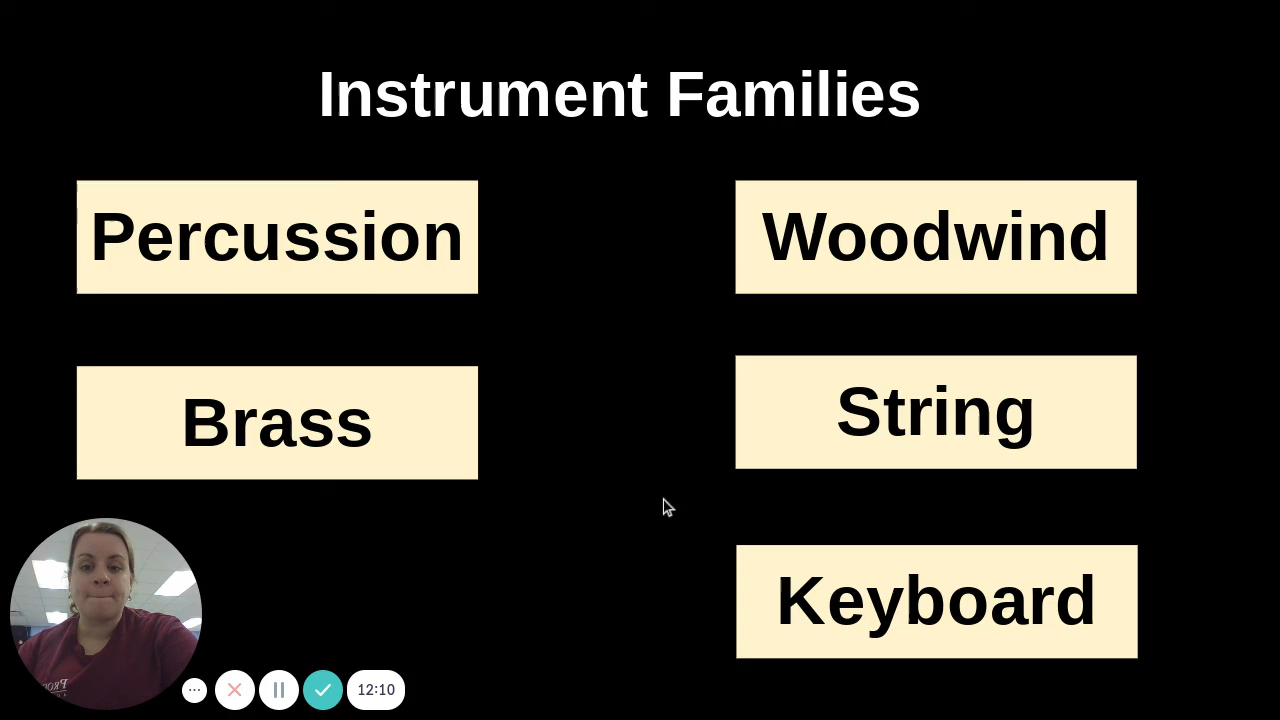 Instrument Families
Percussion
Woodwind
Brass
String
Keyboard
12:10